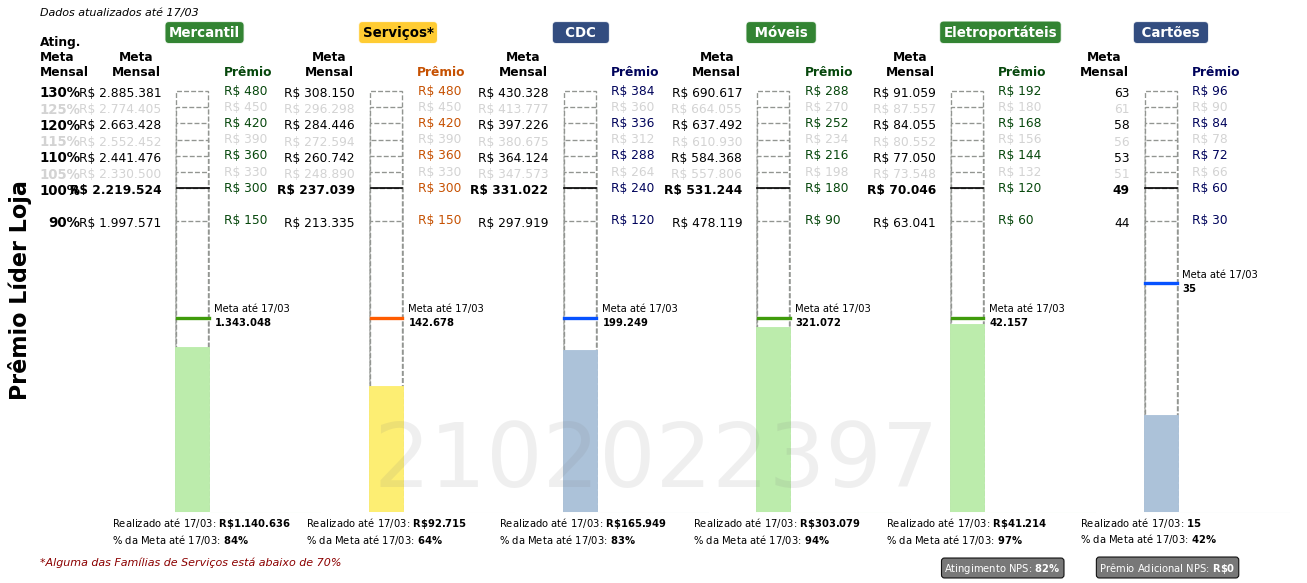 Dados atualizados até 17/03
Mercantil Serviços* CDC Móveis Eletroportáteis Cartões
Ating. Meta Mensal
Meta Mensal Prêmio Meta Mensal Prêmio Meta Mensal Prêmio Meta Mensal Prêmio Meta Mensal Prêmio Meta Mensal Prêmio
130% R$ 2.885.381 R$ 480 R$ 308.150 R$ 480 R$ 430.328 R$ 384 R$ 690.617 R$ 288 R$ 91.059 R$ 192 63 R$ 96
125% R$ 2.774.405 R$ 450 R$ 296.298 R$ 450 R$ 413.777 R$ 360 R$ 664.055 R$ 270 R$ 87.557 R$ 180 61 R$ 90
120% R$ 2.663.428 R$ 420 R$ 284.446 R$ 420 R$ 397.226 R$ 336 R$ 637.492 R$ 252 R$ 84.055 R$ 168 58 R$ 84
115% R$ 2.552.452 R$ 390 R$ 272.594 R$ 390 R$ 380.675 R$ 312 R$ 610.930 R$ 234 R$ 80.552 R$ 156 56 R$ 78
110% R$ 2.441.476 R$ 360 R$ 260.742 R$ 360 R$ 364.124 R$ 288 R$ 584.368 R$ 216 R$ 77.050 R$ 144 53 R$ 72
105% R$ 2.330.500 R$ 330 R$ 248.890 R$ 330 R$ 347.573 R$ 264 R$ 557.806 R$ 198 R$ 73.548 R$ 132 51 R$ 66
100% R$ 2.219.524 R$ 300 R$ 237.039 R$ 300 R$ 331.022 R$ 240 R$ 531.244 R$ 180 R$ 70.046 R$ 120 49 R$ 60
90% R$ 1.997.571 R$ 150 R$ 213.335 R$ 150 R$ 297.919 R$ 120 R$ 478.119 R$ 90 R$ 63.041 R$ 60 44 R$ 30
Prêmio Líder Loja
Meta até 17/03
35
Meta até 17/03 Meta até 17/03 Meta até 17/03 Meta até 17/03 Meta até 17/03
1.343.048 142.678 199.249 321.072 42.157
2102022397
Realizado até 17/03: R$1.140.636 Realizado até 17/03: R$92.715 Realizado até 17/03: R$165.949 Realizado até 17/03: R$303.079 Realizado até 17/03: R$41.214 Realizado até 17/03: 15
% da Meta até 17/03: 84% % da Meta até 17/03: 64% % da Meta até 17/03: 83% % da Meta até 17/03: 94% % da Meta até 17/03: 97% % da Meta até 17/03: 42%
*Alguma das Famílias de Serviços está abaixo de 70%
Atingimento NPS: 82% Prêmio Adicional NPS: R$0